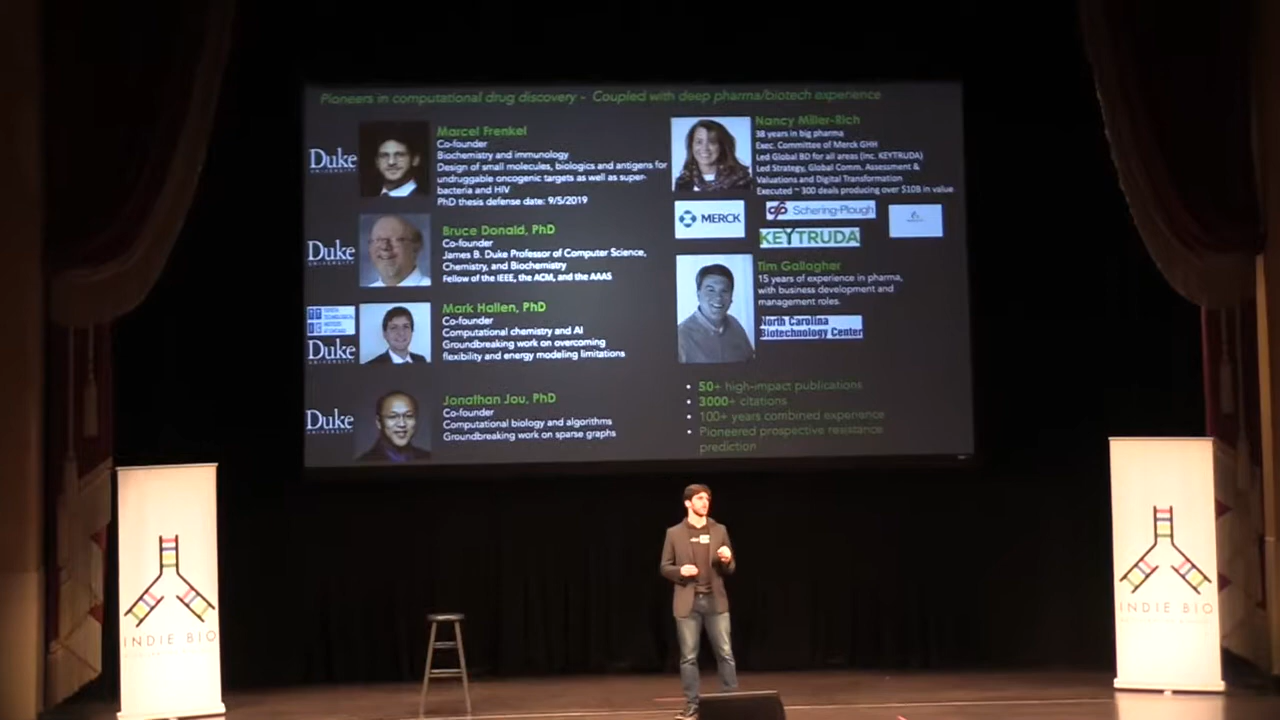 Pioneers in computational drug discovery - Coupled with deep pharma/biotech experience
Duke
UNIVERSITY
Marcel Frenkel
Co-founder
Biochemistry and immunology
Design of small molecules, biologics and antigens for
undruggable oncogenic targets as well as super-
bacteria and HIV
PhD thesis defense date: 9/5/2019
Duke
UNIVERSITY
Bruce Donald, PhD
Co-founder
James B. Duke Professor of Computer Science,
Chemistry, and Biochemistry
Fellow of the IEEE, the ACM, and the AAAS
Duke
UNIVERSITY
Mark Hallen, PhD
Co-founder
Computational chemistry and AI
Groundbreaking work on overcoming
flexibility and energy modeling limitations
Duke
UNIVERSITY
Jonathan Jou, PhD
Co-founder
Computational biology and algorithms
Groundbreaking work on sparse graphs
Nancy Miller-Rich
38 years in big pharma
Exec. Committee of Merck GHH
Led Global BD for all areas (inc. KEYTRUDA)
Led Strategy, Global Comm. Assessment &
Valuations and Digital Transformation
Executed ~ 300 deals producing over $10B in value
MERCK
Schering-Plough
KEYTRUDA
Tim Gallagher
15 years of experience in pharma,
with business development and
management roles.
North Carolina
Biotechnology Center
• 50+ high-impact publications
• 3000+ citations
• 100+ years combined experience
• Pioneered prospective resistance
prediction
INDIE BIO
INDIE BIO